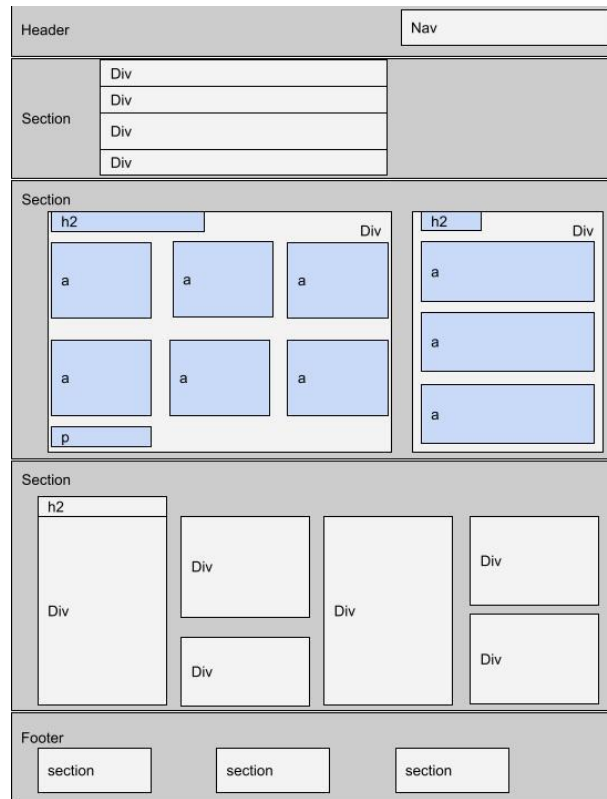 Header
Nav
Div
Div
Section
Div
Div
Section
h2
Div
a
a
a
a
a
a
p
h2
Div
a
a
a
Section
h2
Div
Div
Div
Div
Div
Div
Footer
section
section
section